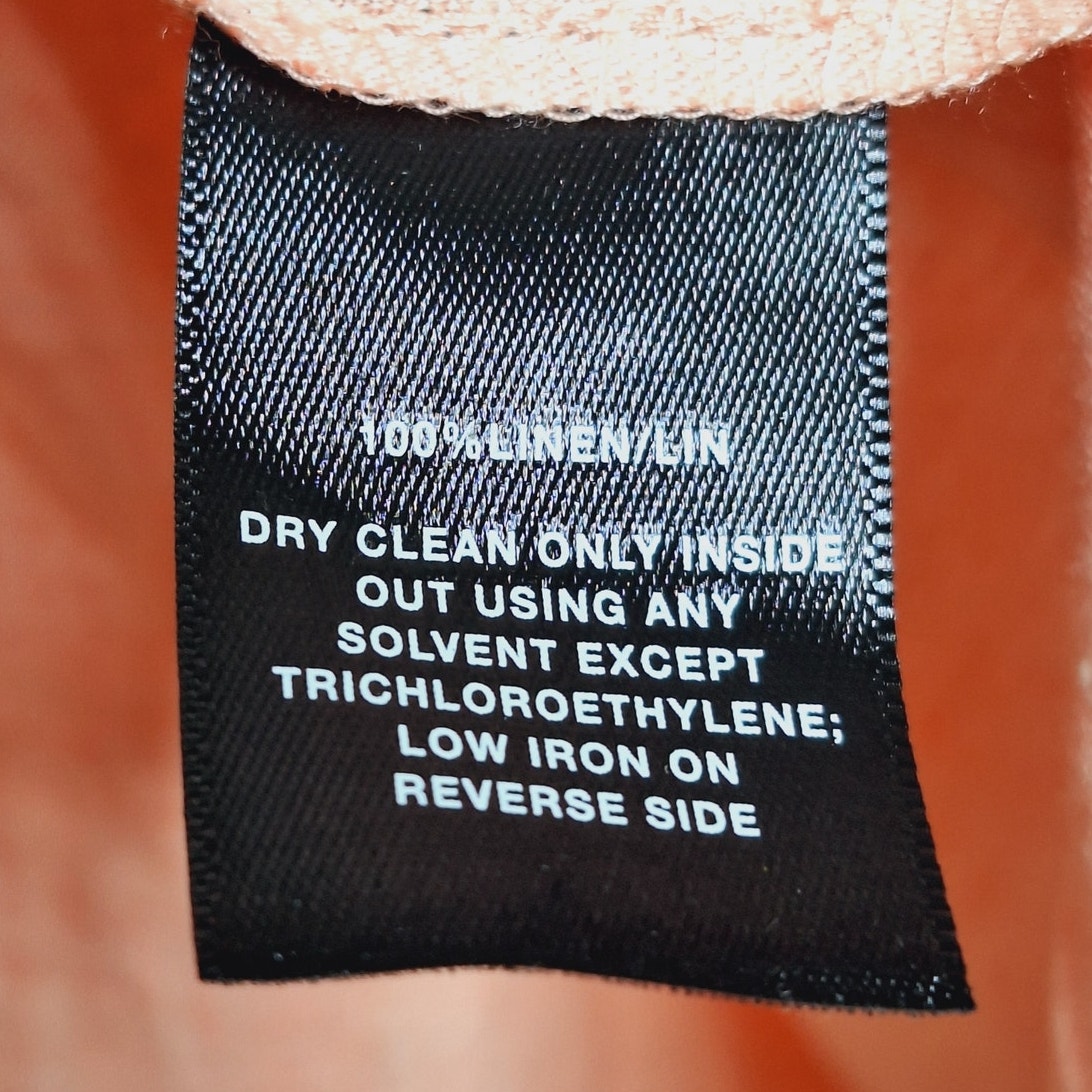 100%LINEN/LIN
DRY CLEAN ONLY INSIDE
OUT USING ANY
SOLVENT EXCEPT
TRICHLOROETHYLENE;
LOW IRON ON
REVERSE SIDE